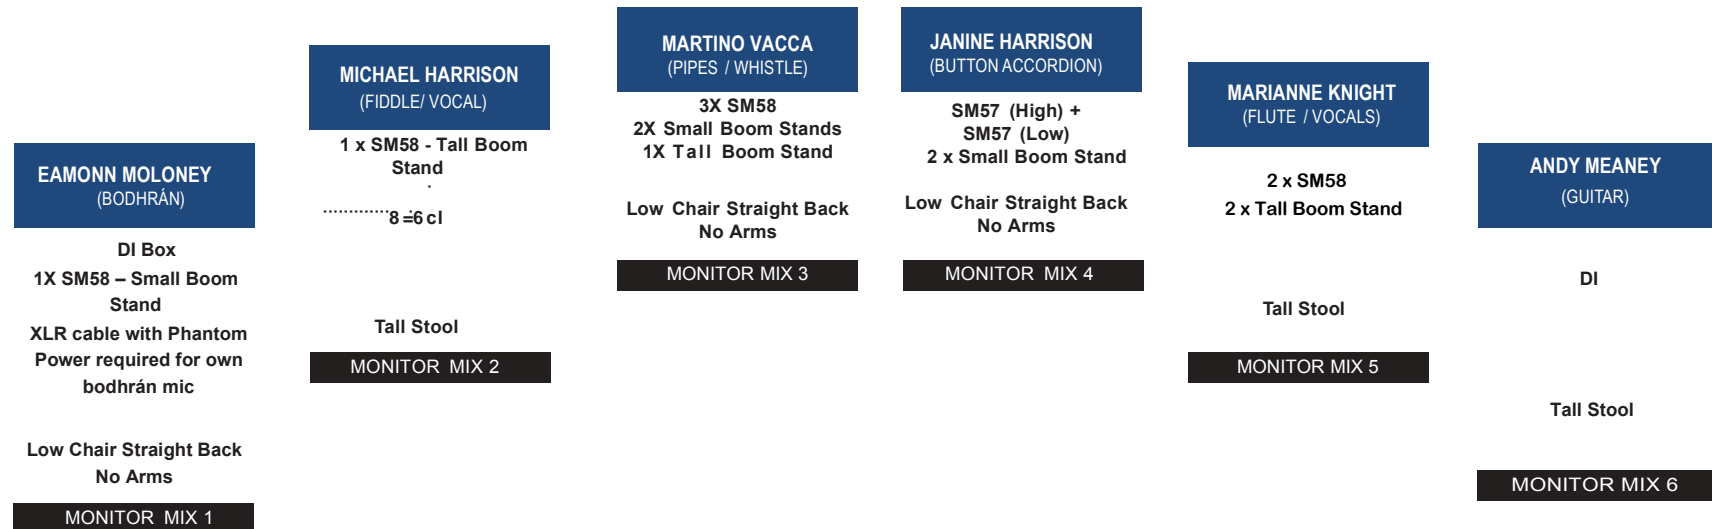 EAMONN MOLONEY
(BODHRÁN)
DI Box
1X SM58 – Small Boom
Stand
XLR cable with Phantom
Power required for own
bodhrán mic
Low Chair Straight Back
No Arms
MONITOR MIX 1
MICHAEL HARRISON
(FIDDLE/ VOCAL)
1 x SM58 - Tall Boom
Stand
8 =6 cl
Tall Stool
MONITOR MIX 2
MARTINO VACCA
(PIPES / WHISTLE)
3X SM58
2X Small Boom Stands
1X Tall Boom Stand
Low Chair Straight Back
No Arms
MONITOR MIX 3
JANINE HARRISON
(BUTTON ACCORDION)
SM57 (High) +
SM57 (Low)
2 x Small Boom Stand
Low Chair Straight Back
No Arms
MONITOR MIX 4
MARIANNE KNIGHT
(FLUTE / VOCALS)
2 x SM58
2 x Tall Boom Stand
Tall Stool
MONITOR MIX 5
ANDY MEANEY
(GUITAR)
DI
Tall Stool
MONITOR MIX 6